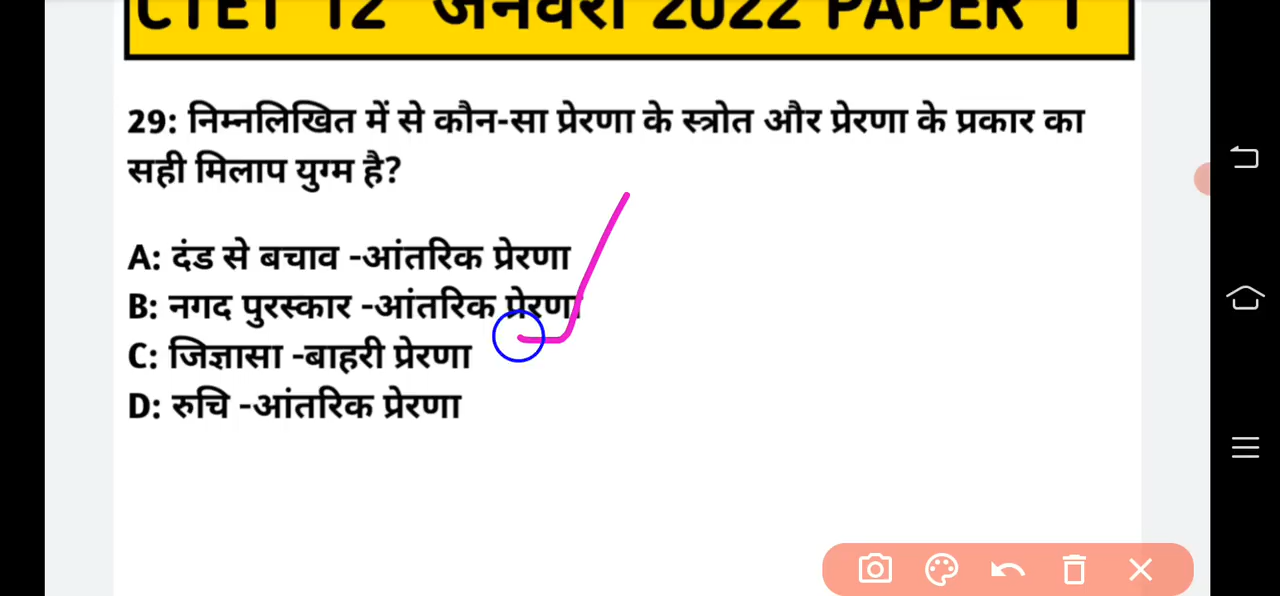 CTET 12 जनवरी 2022 PAPER 1
29: निम्नलिखित में से कौन-सा प्रेरणा के स्त्रोत और प्रेरणा के प्रकार का
सही मिलाप युग्म है?
A: दंड से बचाव -आंतरिक प्रेरणा
B: नगद पुरस्कार -आंतरिक प्रेरणा
C: जिज्ञासा -बाहरी प्रेरणा
D: रुचि -आंतरिक प्रेरणा